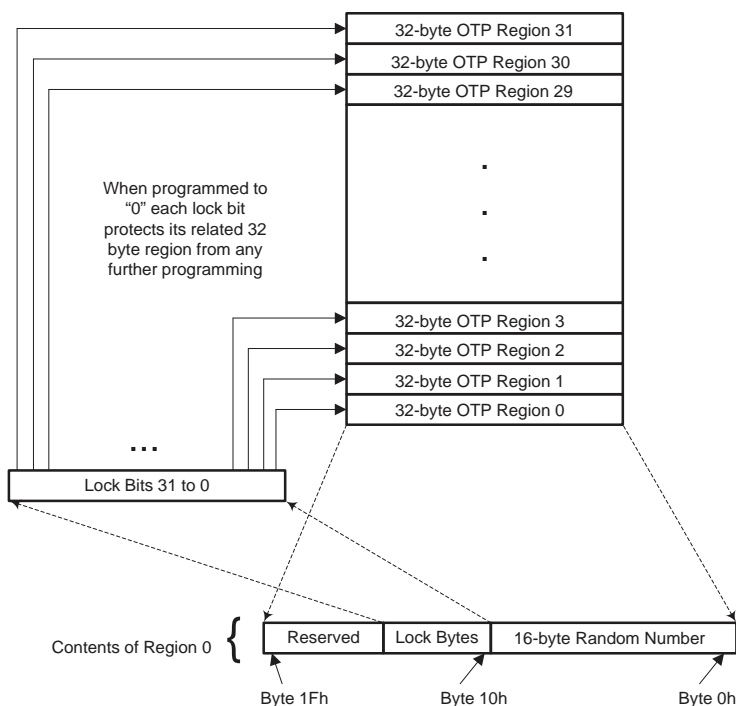 32-byte OTP Region 31
32-byte OTP Region 30
32-byte OTP Region 29
.
.
.
When programmed to
“0” each lock bit
protects its related 32
byte region from any
further programming
32-byte OTP Region 3
32-byte OTP Region 2
32-byte OTP Region 1
32-byte OTP Region 0
...
Lock Bits 31 to 0
Contents of Region 0 {
Reserved
Lock Bytes
16-byte Random Number
Byte 1Fh
Byte 10h
Byte 0h